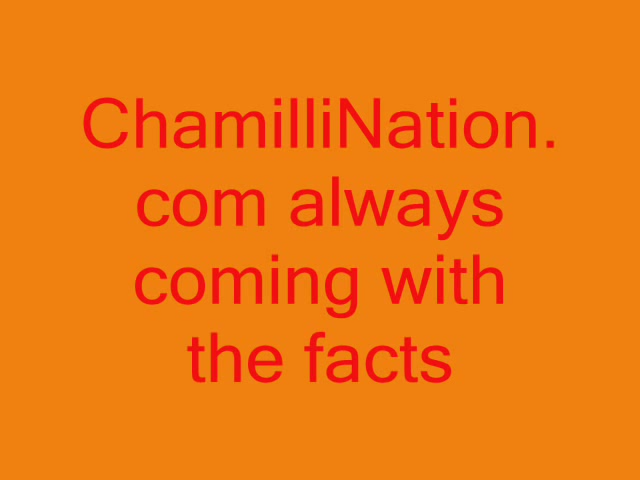 ChamilliNation.
com always
coming with
the facts